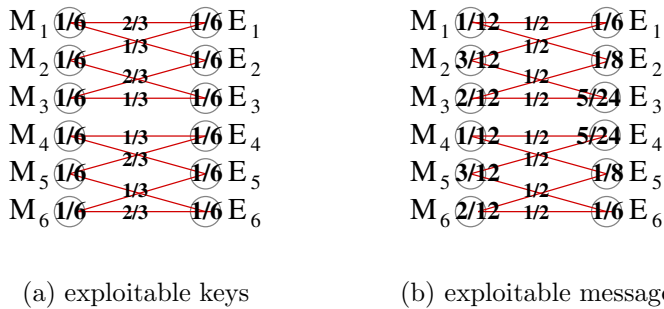 M1 1/6 2/3 1/6 E1 M1 1/12 1/2 1/6 E1
1/3 1/2
M2 1/6 1/6 E2 M2 3/12 1/8 E2
2/3 1/2
M3 1/6 1/3 1/6 E3 M3 2/12 1/2 5/24 E3
M4 1/6 1/3 1/6 E4 M4 1/12 1/2 5/24 E4
2/3 1/2
M5 1/6 1/6 E5 M5 3/12 1/8 E5
1/3 1/2
M6 1/6 2/3 1/6 E6 M6 2/12 1/2 1/6 E6
(a) exploitable keys (b) exploitable message